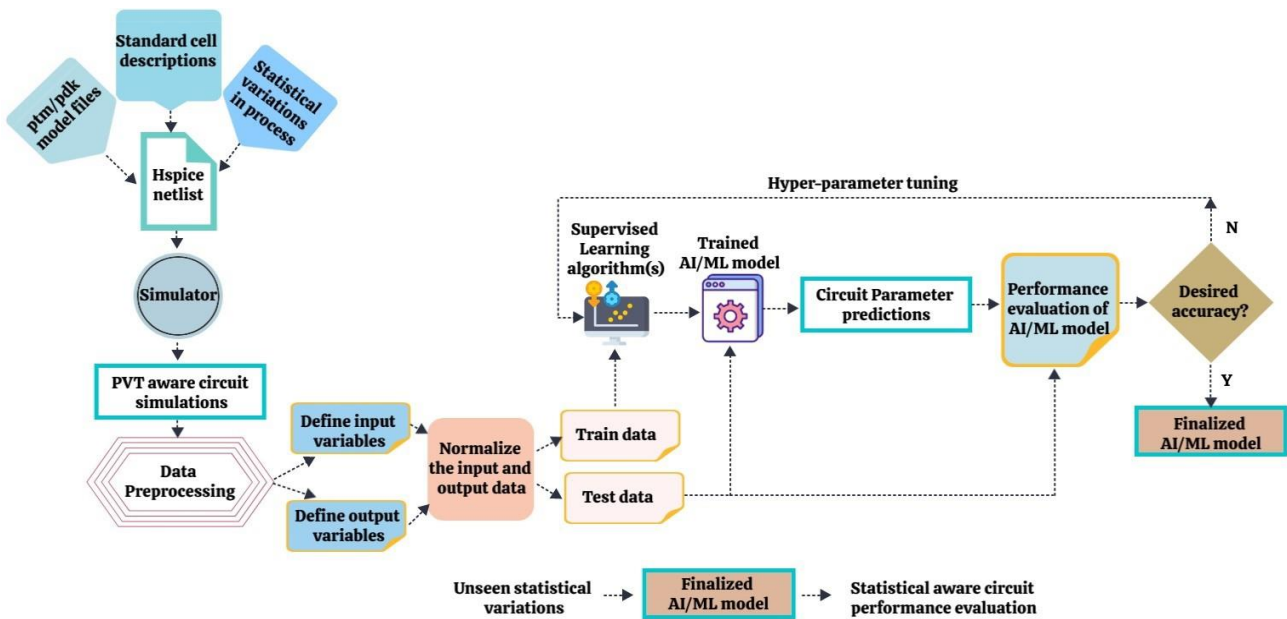 Standard cell
descriptions
ptm/pdk
model files
Statistical
variations
in process
Hspice
netlist
Simulator
PVT aware circuit
simulations
Data
Preprocessing
Define input
variables
Define output
variables
Normalize
the input and
output data
Train data
Test data
Hyper-parameter tuning
Supervised
Learning
algorithm(s)
Trained
AI/ML model
Circuit Parameter
predictions
Performance
evaluation of
AI/ML model
Desired
accuracy?
N
Y
Finalized
AI/ML model
Unseen statistical
variations
Finalized
AI/ML model
Statistical aware circuit
performance evaluation